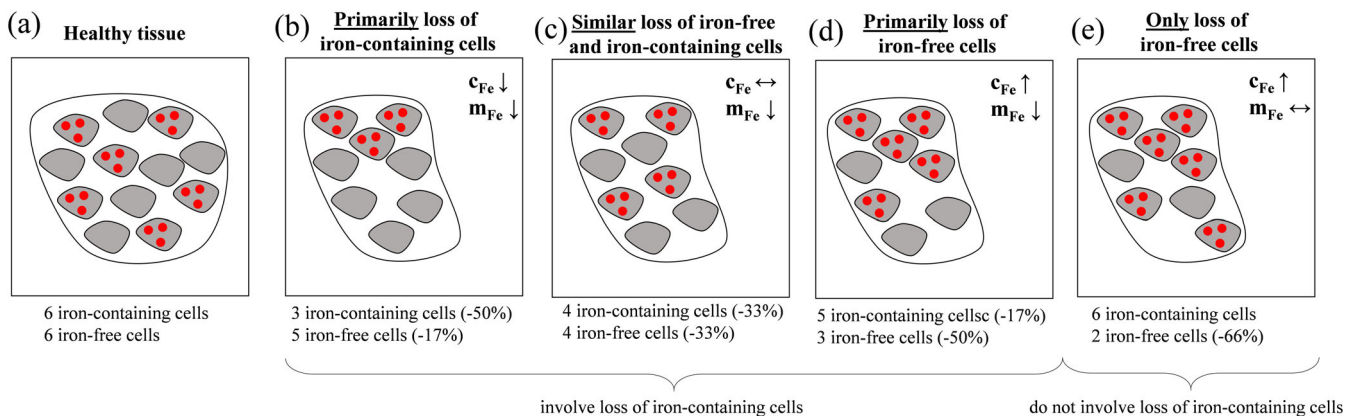 (a)
Healthy tissue
6 iron-containing cells
6 iron-free cells
(b)
Primarily loss of
iron-containing cells
cFe ↓
mFe ↓
3 iron-containing cells (-50%)
5 iron-free cells (-17%)
(c)
Similar loss of iron-free
and iron-containing cells
cFe ↔
mFe ↓
4 iron-containing cells (-33%)
4 iron-free cells (-33%)
(d)
Primarily loss of
iron-free cells
cFe ↑
mFe ↓
5 iron-containing cellsc (-17%)
3 iron-free cells (-50%)
(e)
Only loss of
iron-free cells
cFe ↑
mFe ↔
6 iron-containing cells
2 iron-free cells (-66%)
involve loss of iron-containing cells
do not involve loss of iron-containing cells